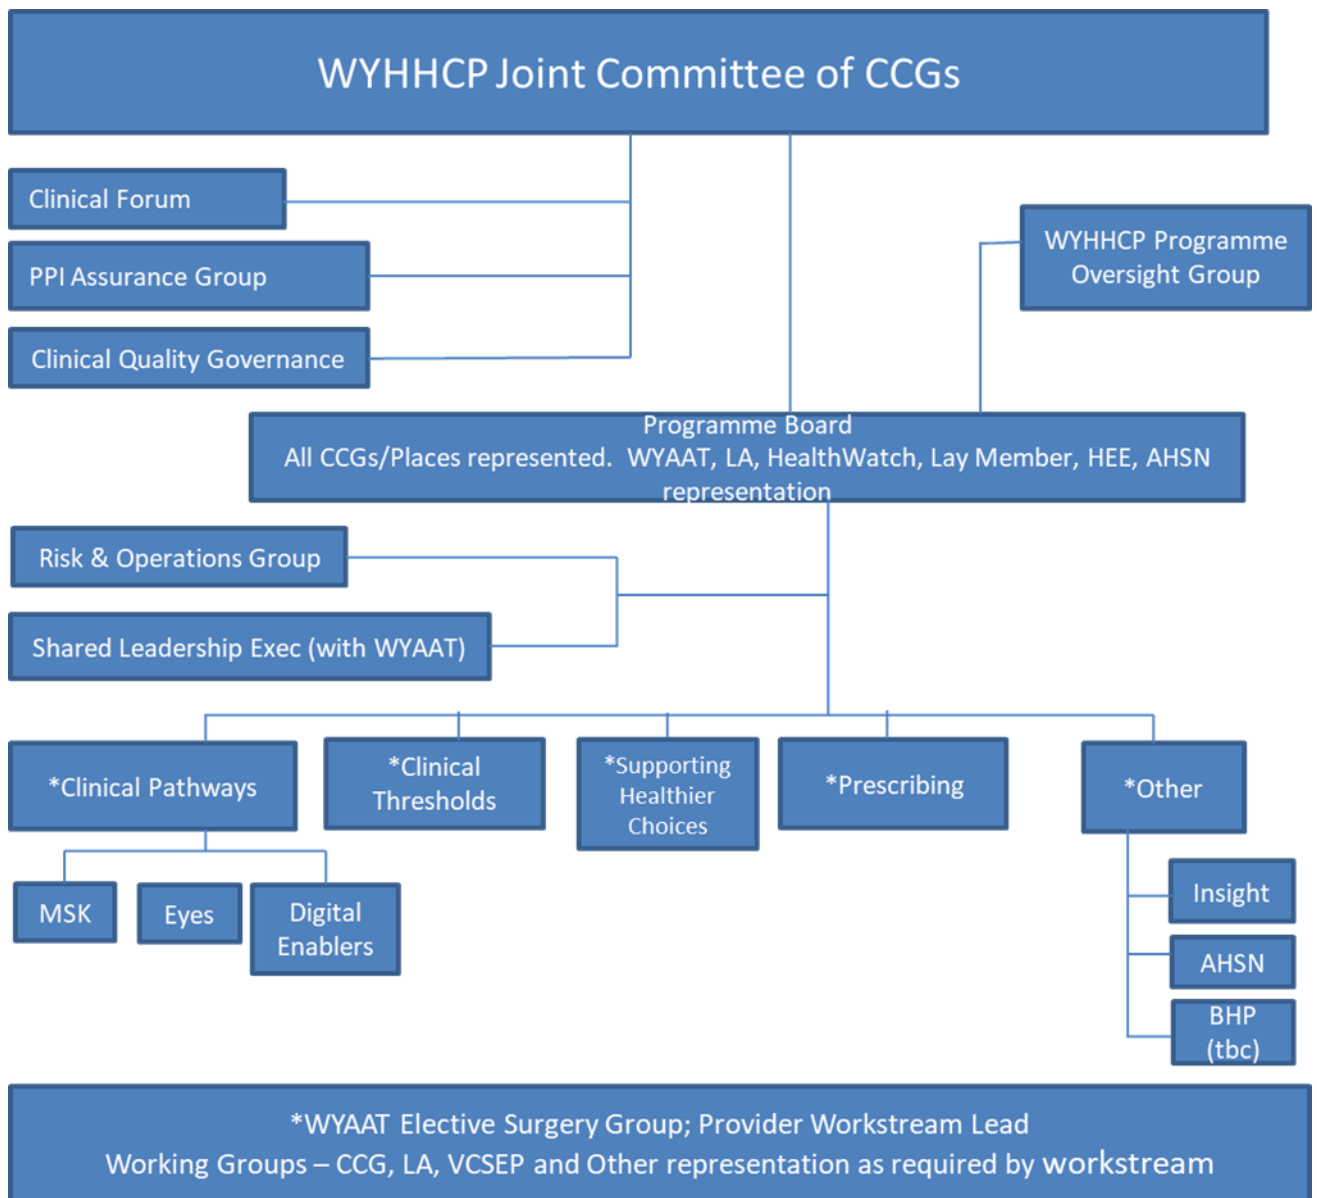 WYHHCP Joint Committee of CCGs
Clinical Forum
PPI Assurance Group
Clinical Quality Governance
WYHHCP Programme
Oversight Group
Programme Board
All CCGs/Places represented.  WYAAT, LA, HealthWatch, Lay Member, HEE, AHSN
representation
Risk & Operations Group
Shared Leadership Exec (with WYAAT)
*Clinical Pathways
*Clinical
Thresholds
*Supporting
Healthier
Choices
*Prescribing
*Other
MSK
Eyes
Digital
Enablers
Insight
AHSN
BHP
(tbc)
*WYAAT Elective Surgery Group; Provider Workstream Lead
Working Groups – CCG, LA, VCSEP and Other representation as required by workstream